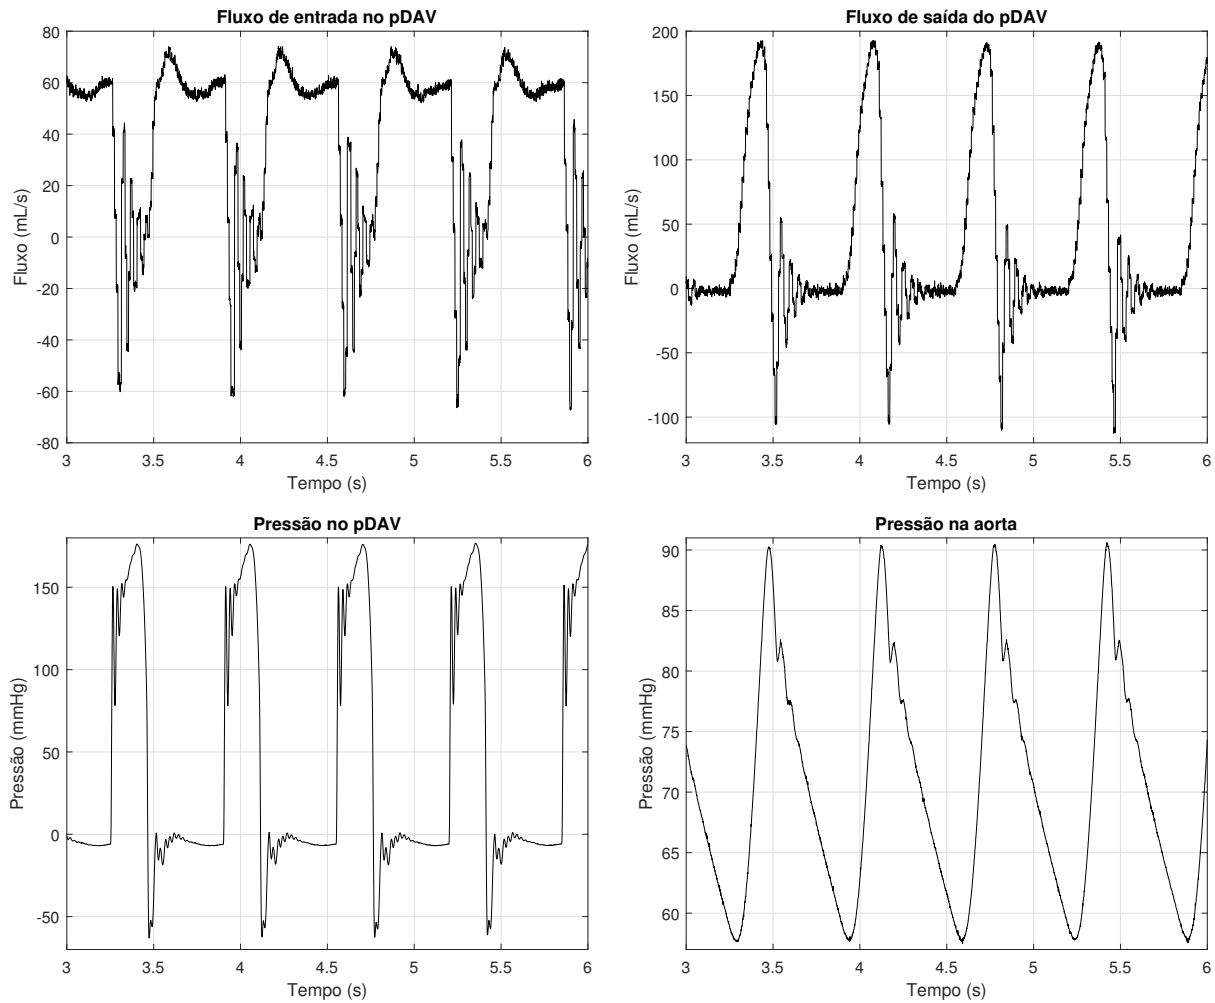 Fluxo de entrada no pDAV
Fluxo (mL/s)
80
60
40
20
0
-20
-40
-60
-80
3 3.5 4 4.5 5 5.5 6
Tempo (s)
Fluxo de saída do pDAV
Fluxo (mL/s)
200
150
100
50
0
-50
-100
3 3.5 4 4.5 5 5.5 6
Tempo (s)
Pressão no pDAV
Pressão (mmHg)
150
100
50
0
-50
3 3.5 4 4.5 5 5.5 6
Tempo (s)
Pressão na aorta
Pressão (mmHg)
90
85
80
75
70
65
60
3 3.5 4 4.5 5 5.5 6
Tempo (s)